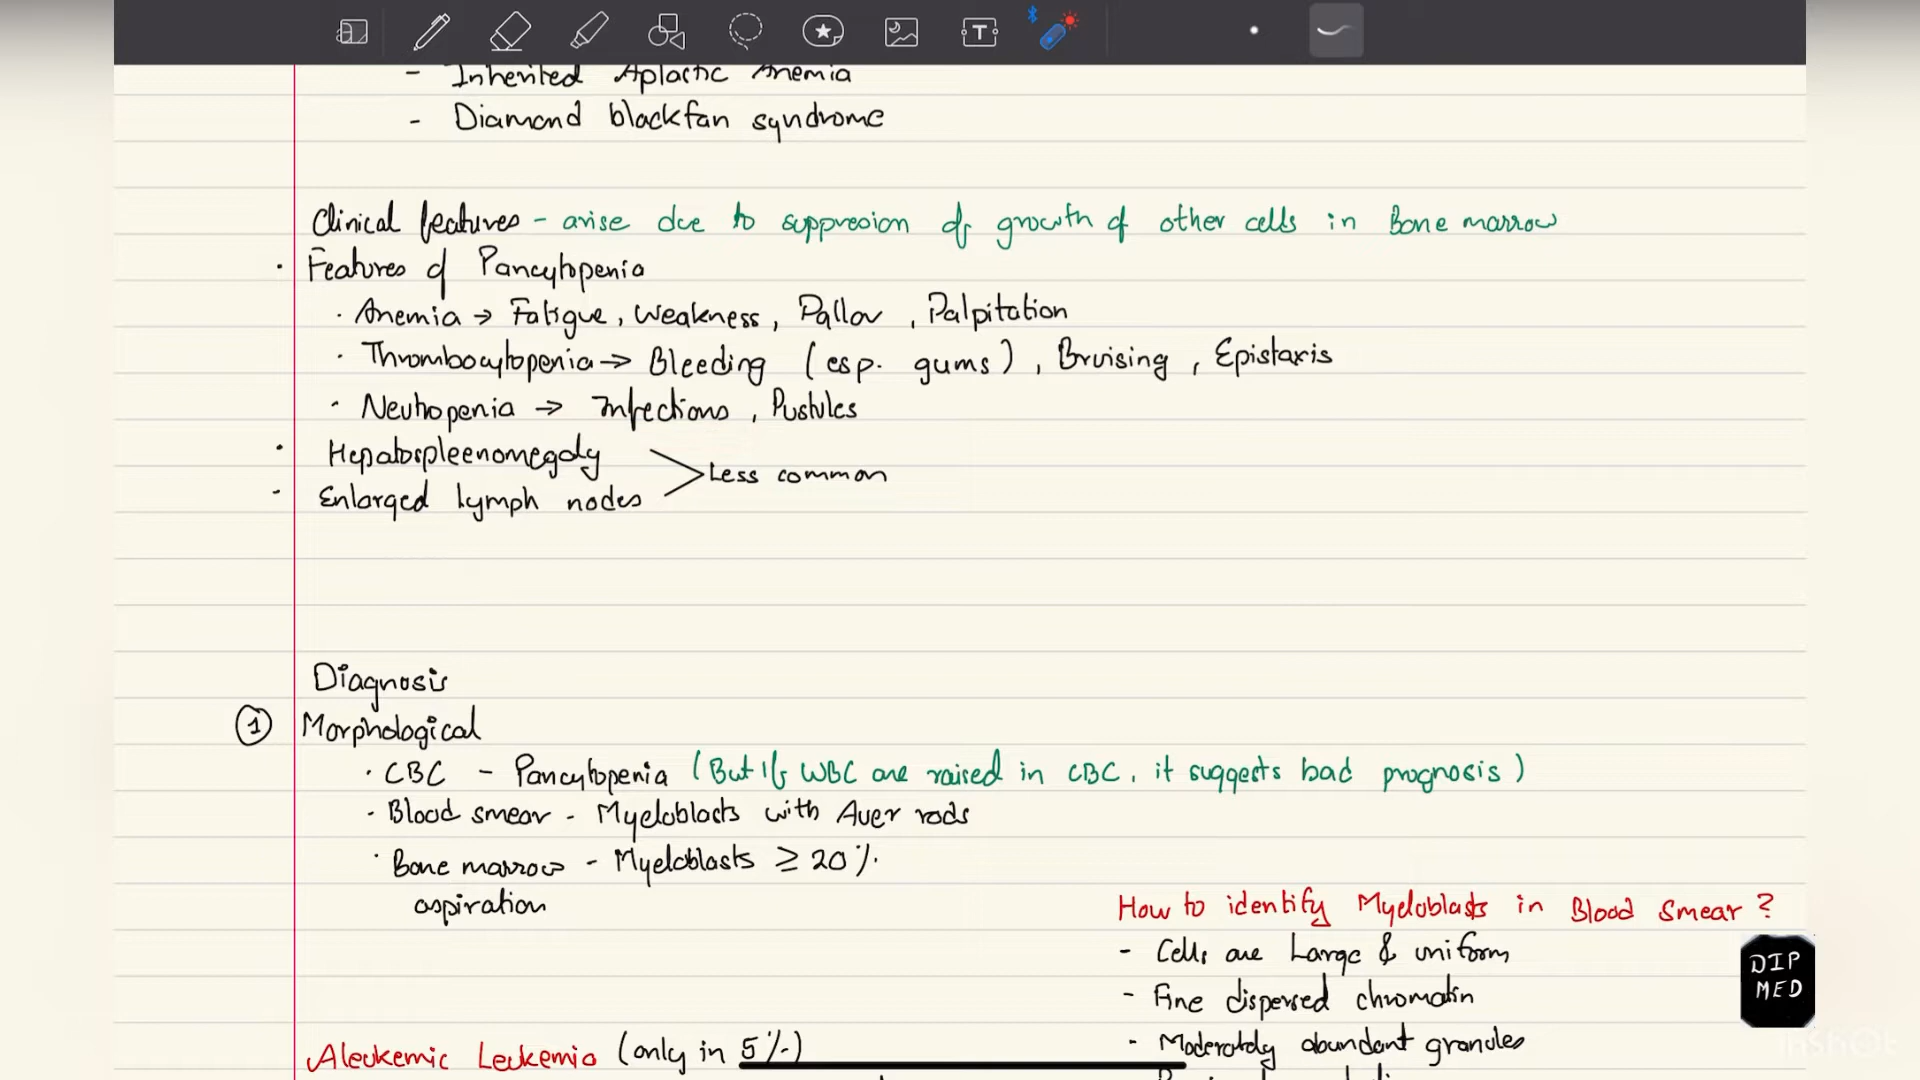 - Inherited Aplastic Anemia
- Diamond blackfan syndrome
Clinical features - arise due to suppression of growth of other cells in Bone marrow
· Features of Pancytopenia
· Anemia → Fatigue, Weakness, Pallor, Palpitation
· Thrombocytopenia → Bleeding (esp. gums), Bruising, Epistaxis
· Neutropenia → Infections, Pustules
· Hepatospleenomegaly
Less common
- Enlarged lymph nodes
Diagnosis
① Morphological
· CBC - Pancytopenia (But if WBC are raised in CBC, it suggests bad prognosis)
· Blood smear - Myeloblasts with Auer rods
· Bone marrow - Myeloblasts ≥ 20%
aspiration
How to identify Myeloblasts in Blood Smear?
- Cells are Large & uniform
- Fine dispersed chromatin
- Moderately abundant granules
Aleukemic Leukemia (only in 5%)
DIP
MED
InShot